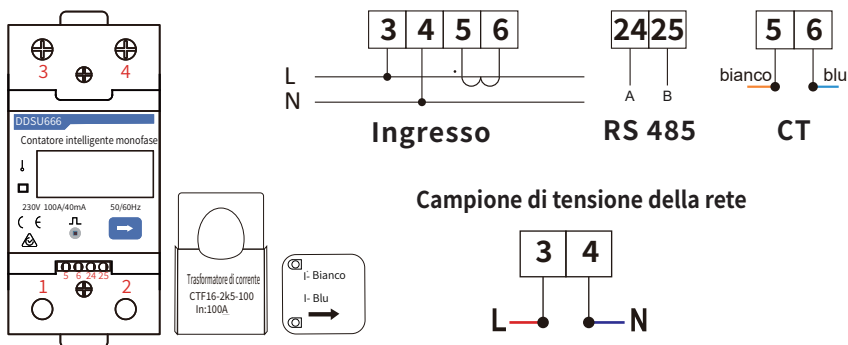 3 4
DDSU666
Contatore intelligente monofase
230V 100A/40mA 50/60Hz
5 6 24 25
1 2
Trasformatore di corrente
CTF16-2k5-100
In:100A
I- Bianco
I- Blu
3 4 5 6
L
N
Ingresso
24 25
A B
RS 485
5 6
bianco blu
CT
Campione di tensione della rete
3 4
L N